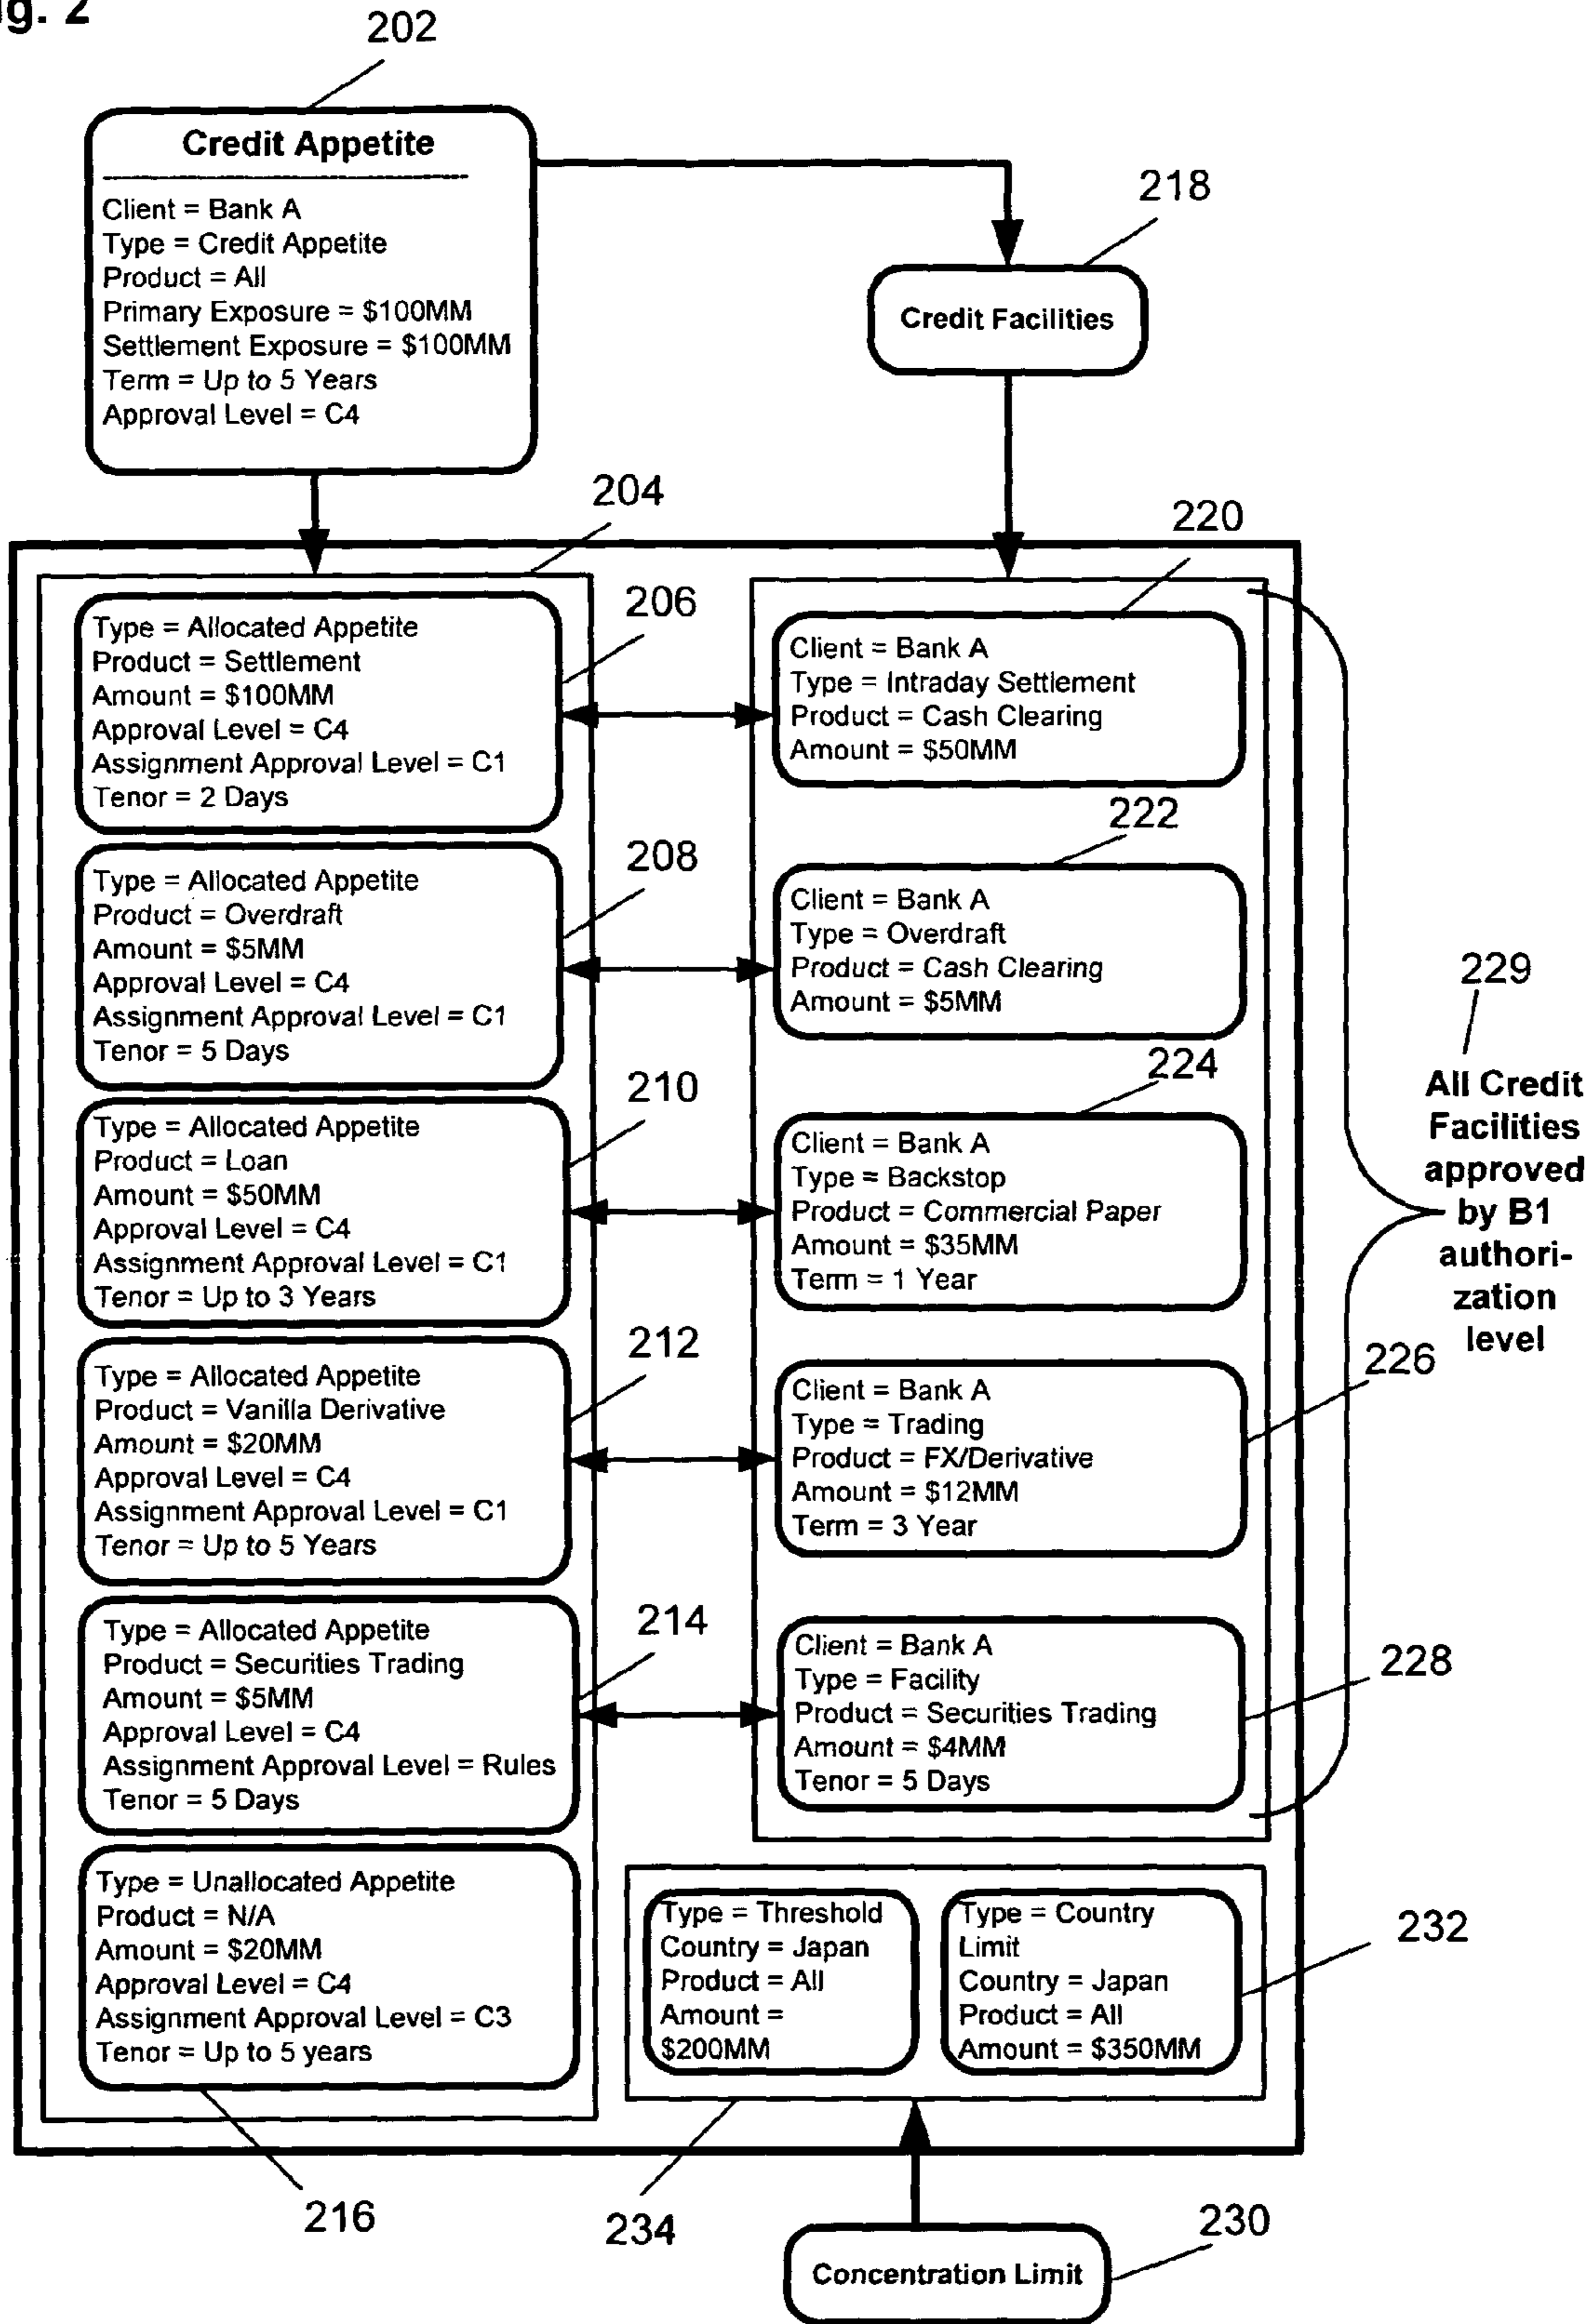 ig. 2
202
Credit Appetite
Client = Bank A
Type = Credit Appetite
Product = All
Primary Exposure = $100MM
Settlement Exposure = $100MM
Term = Up to 5 Years
Approval Level = C4
218
Credit Facilities
204
206
Type = Allocated Appetite
Product = Settlement
Amount = $100MM
Approval Level = C4
Assignment Approval Level = C1
Tenor = 2 Days
220
Client = Bank A
Type = Intraday Settlement
Product = Cash Clearing
Amount = $50MM
208
Type = Allocated Appetite
Product = Overdraft
Amount = $5MM
Approval Level = C4
Assignment Approval Level = C1
Tenor = 5 Days
222
Client = Bank A
Type = Overdraft
Product = Cash Clearing
Amount = $5MM
210
Type = Allocated Appetite
Product = Loan
Amount = $50MM
Approval Level = C4
Assignment Approval Level = C1
Tenor = Up to 3 Years
224
Client = Bank A
Type = Backstop
Product = Commercial Paper
Amount = $35MM
Term = 1 Year
229
All Credit
Facilities
approved
by B1
authori-
zation
level
212
Type = Allocated Appetite
Product = Vanilla Derivative
Amount = $20MM
Approval Level = C4
Assignment Approval Level = C1
Tenor = Up to 5 Years
226
Client = Bank A
Type = Trading
Product = FX/Derivative
Amount = $12MM
Term = 3 Year
214
Type = Allocated Appetite
Product = Securities Trading
Amount = $5MM
Approval Level = C4
Assignment Approval Level = Rules
Tenor = 5 Days
228
Client = Bank A
Type = Facility
Product = Securities Trading
Amount = $4MM
Tenor = 5 Days
Type = Unallocated Appetite
Product = N/A
Amount = $20MM
Approval Level = C4
Assignment Approval Level = C3
Tenor = Up to 5 years
Type = Threshold
Country = Japan
Product = All
Amount =
$200MM
Type = Country
Limit
Country = Japan
Product = All
Amount = $350MM
232
216
234
230
Concentration Limit